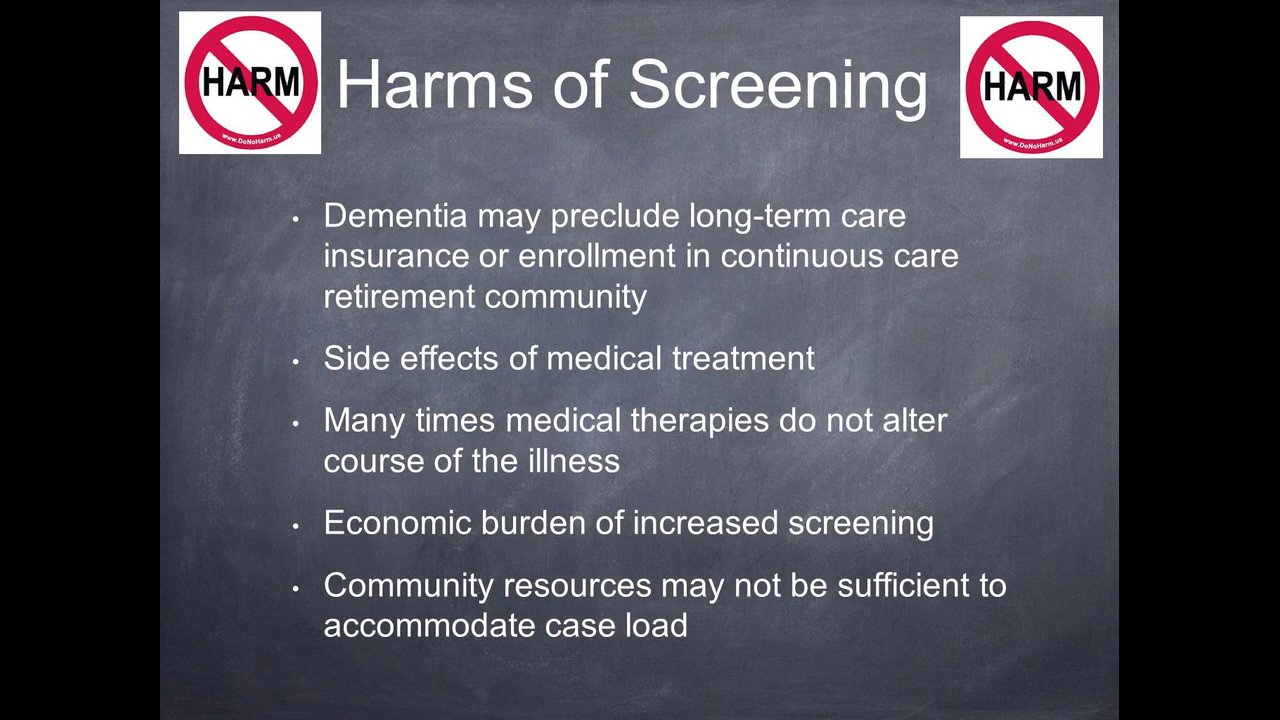 HARM
www.DoNoHarm.us
Harms of Screening
HARM
www.DoNoHarm.us
• Dementia may preclude long-term care
insurance or enrollment in continuous care
retirement community
• Side effects of medical treatment
• Many times medical therapies do not alter
course of the illness
• Economic burden of increased screening
• Community resources may not be sufficient to
accommodate case load